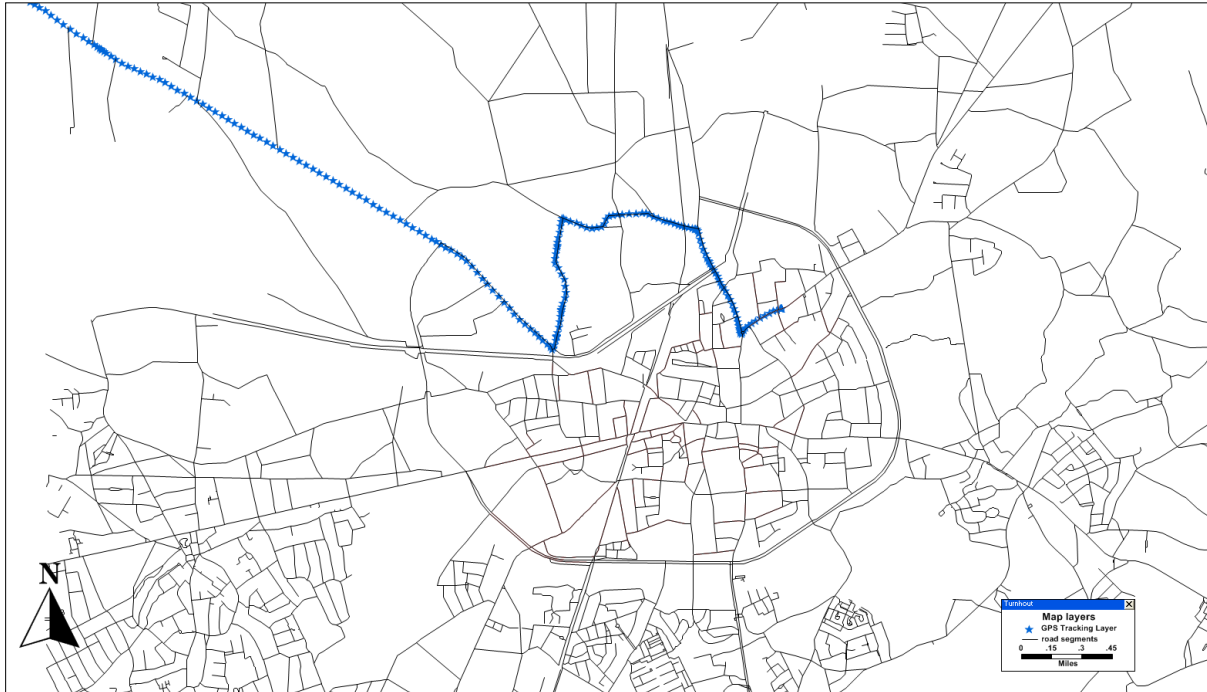 N
Turnhout
Map layers
GPS Tracking Layer
road segments
0 .15 .3 .45
Miles